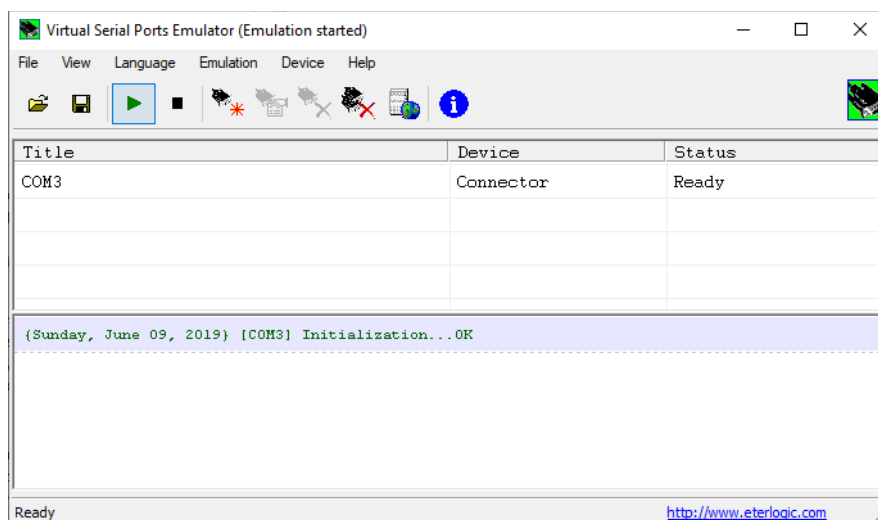 Virtual Serial Ports Emulator (Emulation started)
File View Language Emulation Device Help
Title Device Status
COM3 Connector Ready
{Sunday, June 09, 2019} [COM3] Initialization...OK
Ready http://www.eterlogic.com